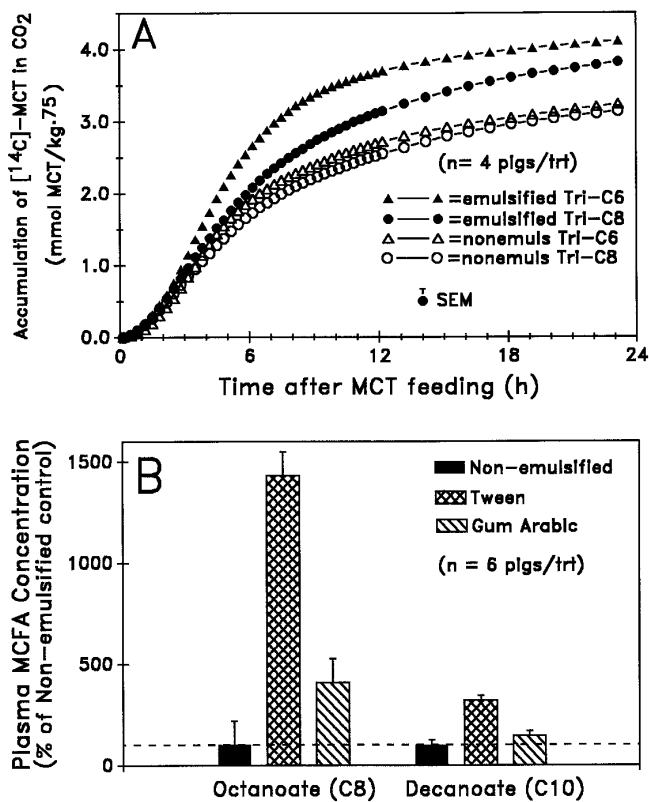 A
Accumulation of [14C]-MCT in CO2
(mmol MCT/kg.75)
4.0
3.0
2.0
1.0
0.0
(n= 4 pigs/trt)
=emulsified Tri-C6
=emulsified Tri-C8
=nonemuls Tri-C6
=nonemuls Tri-C8
SEM
0 6 12 18 24
Time after MCT feeding (h)
B
Plasma MCFA Concentration
(% of Non-emulsified control)
1500
1000
500
0
Non-emulsified
Tween
Gum Arabic
(n = 6 pigs/trt)
Octanoate (C8) Decanoate (C10)